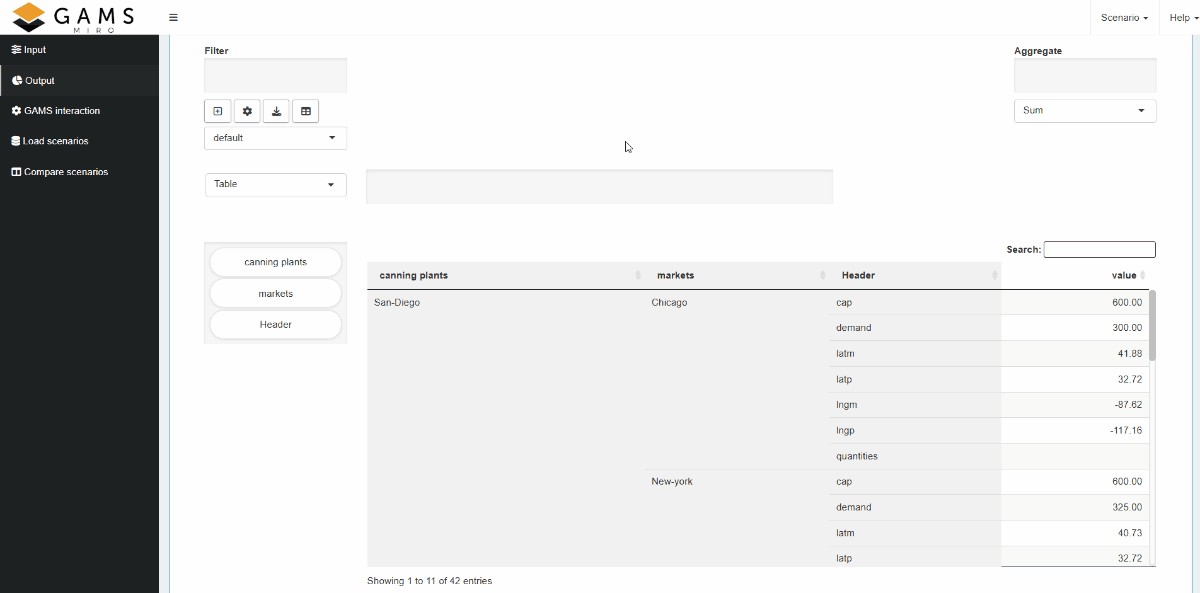 GAMS
MIRO
Scenario
Help
Input
Output
GAMS interaction
Load scenarios
Compare scenarios
Filter
Aggregate
default
Sum
Table
Search:
canning plants
markets
Header
canning plants markets Header value
San-Diego Chicago cap 600.00
demand 300.00
latm 41.88
latp 32.72
lngm -87.62
lngp -117.16
quantities
New-york cap 600.00
demand 325.00
latm 40.73
latp 32.72
Showing 1 to 11 of 42 entries